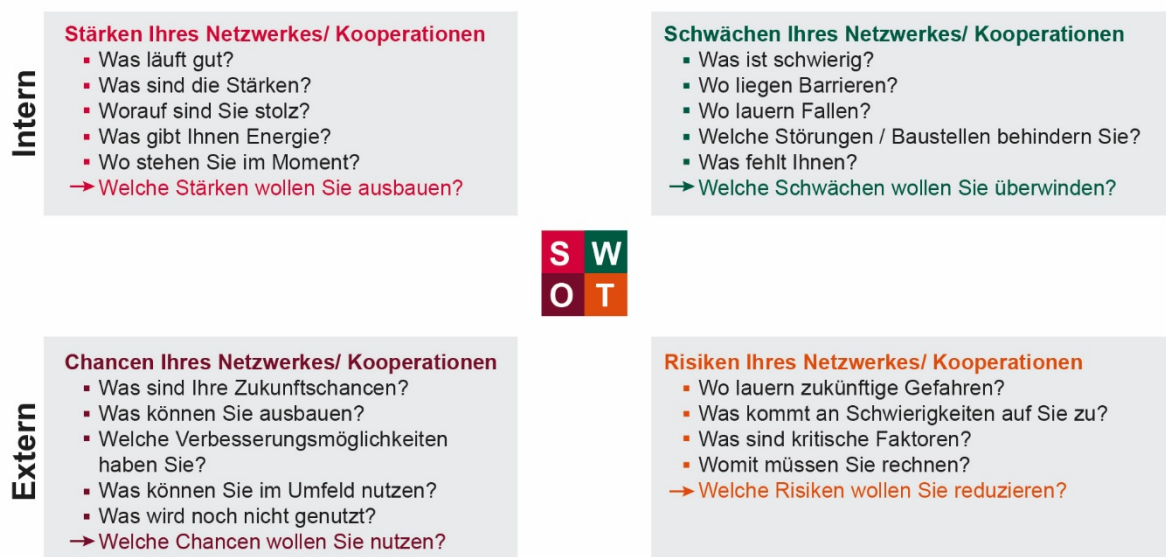 Intern
Stärken Ihres Netzwerkes/ Kooperationen
▪ Was läuft gut?
▪ Was sind die Stärken?
▪ Worauf sind Sie stolz?
▪ Was gibt Ihnen Energie?
▪ Wo stehen Sie im Moment?
→ Welche Stärken wollen Sie ausbauen?
Schwächen Ihres Netzwerkes/ Kooperationen
▪ Was ist schwierig?
▪ Wo liegen Barrieren?
▪ Wo lauern Fallen?
▪ Welche Störungen / Baustellen behindern Sie?
▪ Was fehlt Ihnen?
→ Welche Schwächen wollen Sie überwinden?
S W
O T
Extern
Chancen Ihres Netzwerkes/ Kooperationen
▪ Was sind Ihre Zukunftschancen?
▪ Was können Sie ausbauen?
▪ Welche Verbesserungsmöglichkeiten
haben Sie?
▪ Was können Sie im Umfeld nutzen?
▪ Was wird noch nicht genutzt?
→ Welche Chancen wollen Sie nutzen?
Risiken Ihres Netzwerkes/ Kooperationen
▪ Wo lauern zukünftige Gefahren?
▪ Was kommt an Schwierigkeiten auf Sie zu?
▪ Was sind kritische Faktoren?
▪ Womit müssen Sie rechnen?
→ Welche Risiken wollen Sie reduzieren?